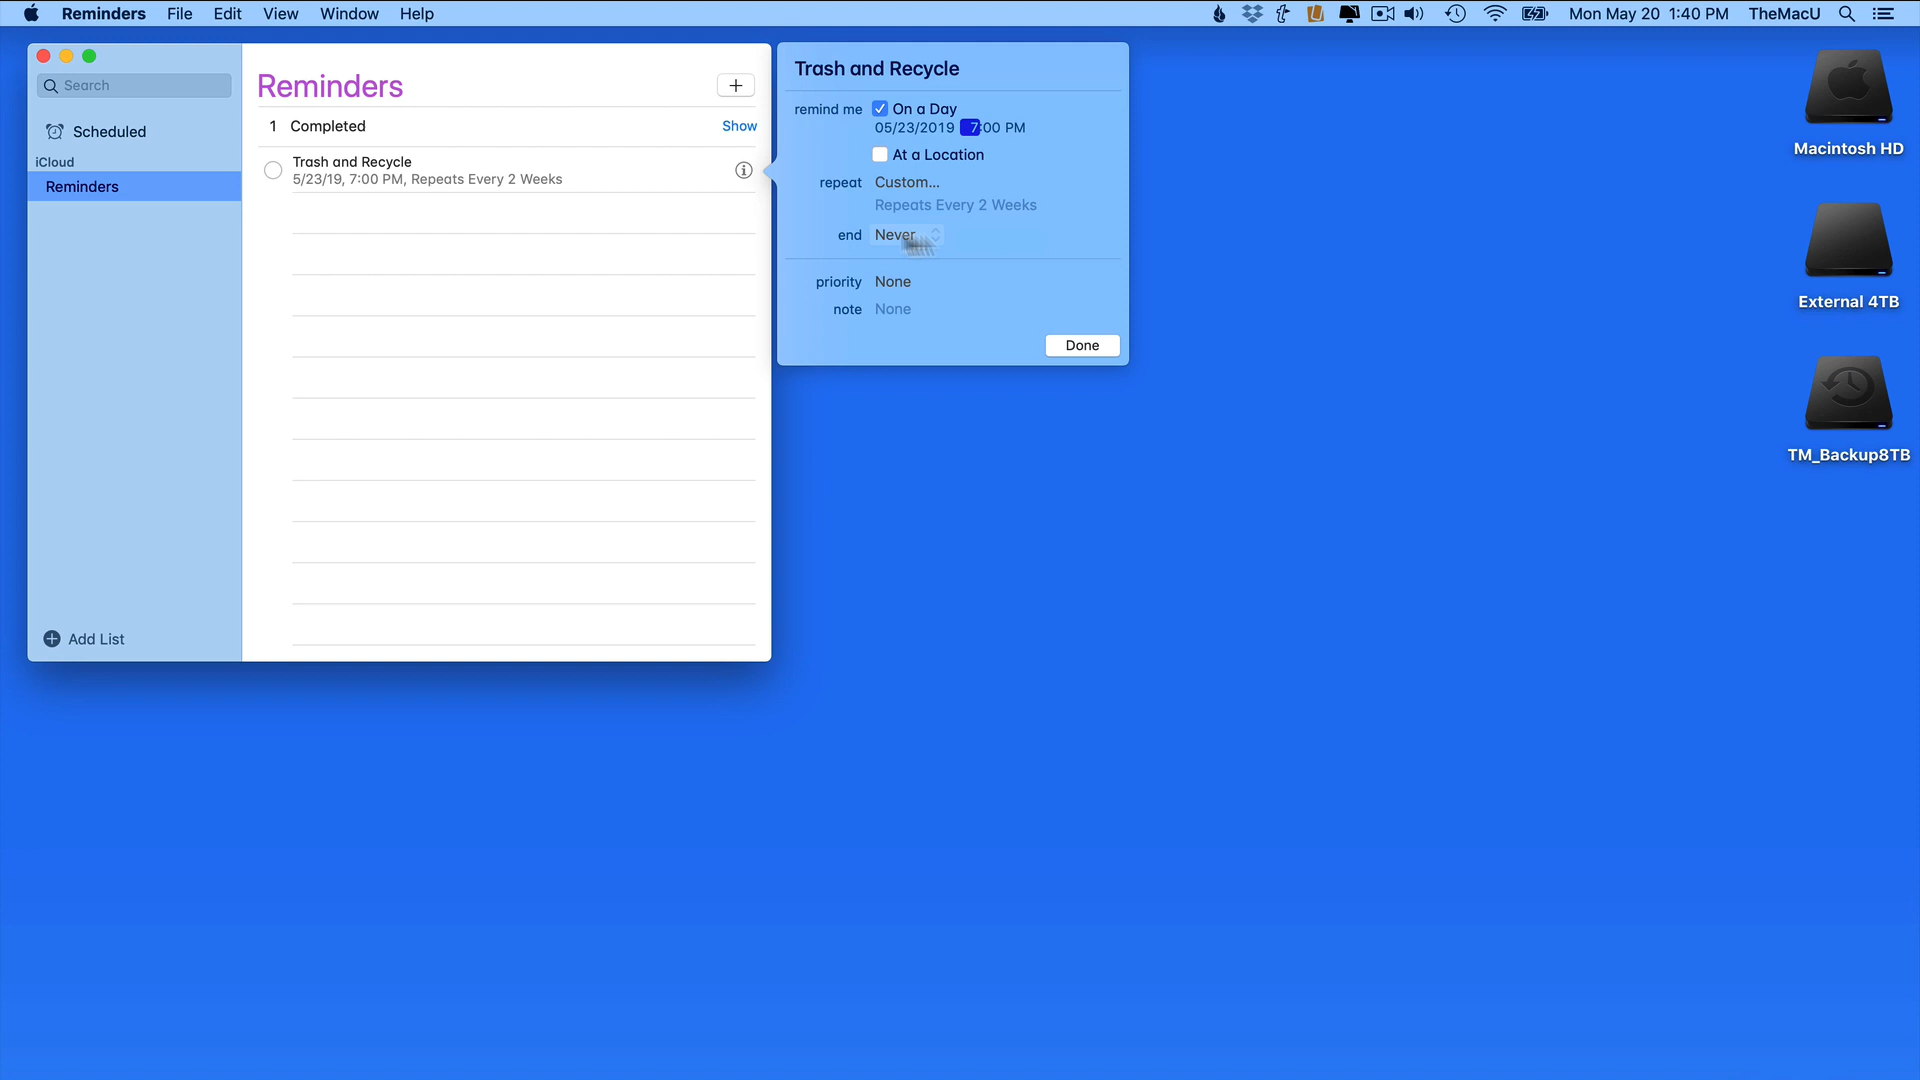 Reminders File Edit View Window Help
Mon May 20 1:40 PM TheMacU
Search
Scheduled
iCloud
Reminders
Add List
Reminders
+
1 Completed Show
Trash and Recycle
5/23/19, 7:00 PM, Repeats Every 2 Weeks
Trash and Recycle
remind me On a Day
05/23/2019 7:00 PM
At a Location
repeat Custom...
Repeats Every 2 Weeks
end Never
priority None
note None
Done
Macintosh HD
External 4TB
TM_Backup8TB